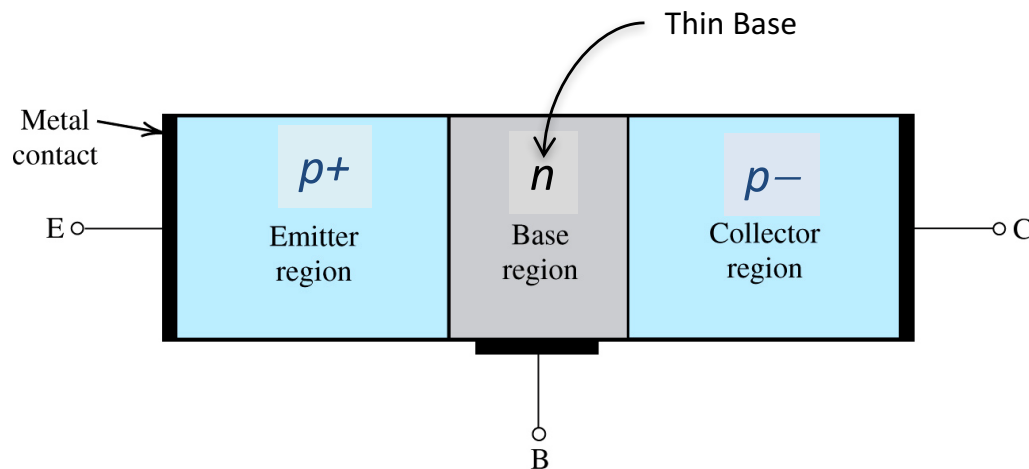 Thin Base
Metal
contact
p+
n
p−
E
Emitter
region
Base
region
Collector
region
C
B